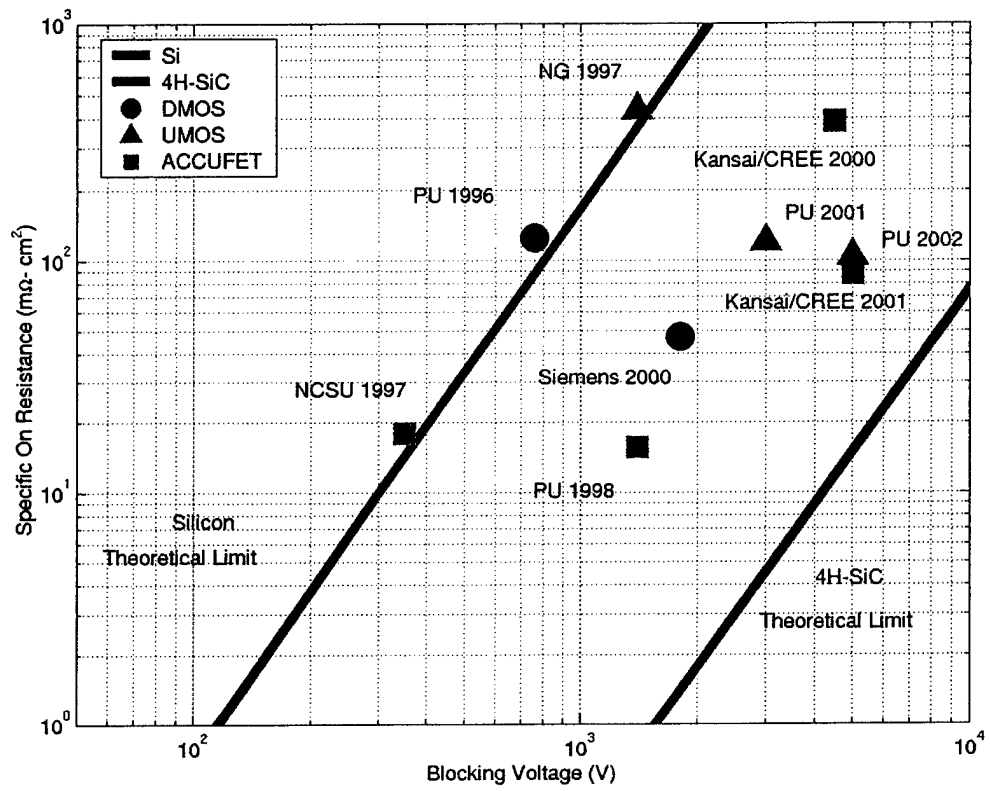 10³
Si
4H-SiC
DMOS
UMOS
ACCUFET
NG 1997
Kansai/CREE 2000
PU 1996
PU 2001
PU 2002
10²
Kansai/CREE 2001
Siemens 2000
NCSU 1997
PU 1998
10¹
Silicon
Theoretical Limit
4H-SiC
Theoretical Limit
10⁰
10²
10³
10⁴
Blocking Voltage (V)
Specific On Resistance (mΩ- cm²)